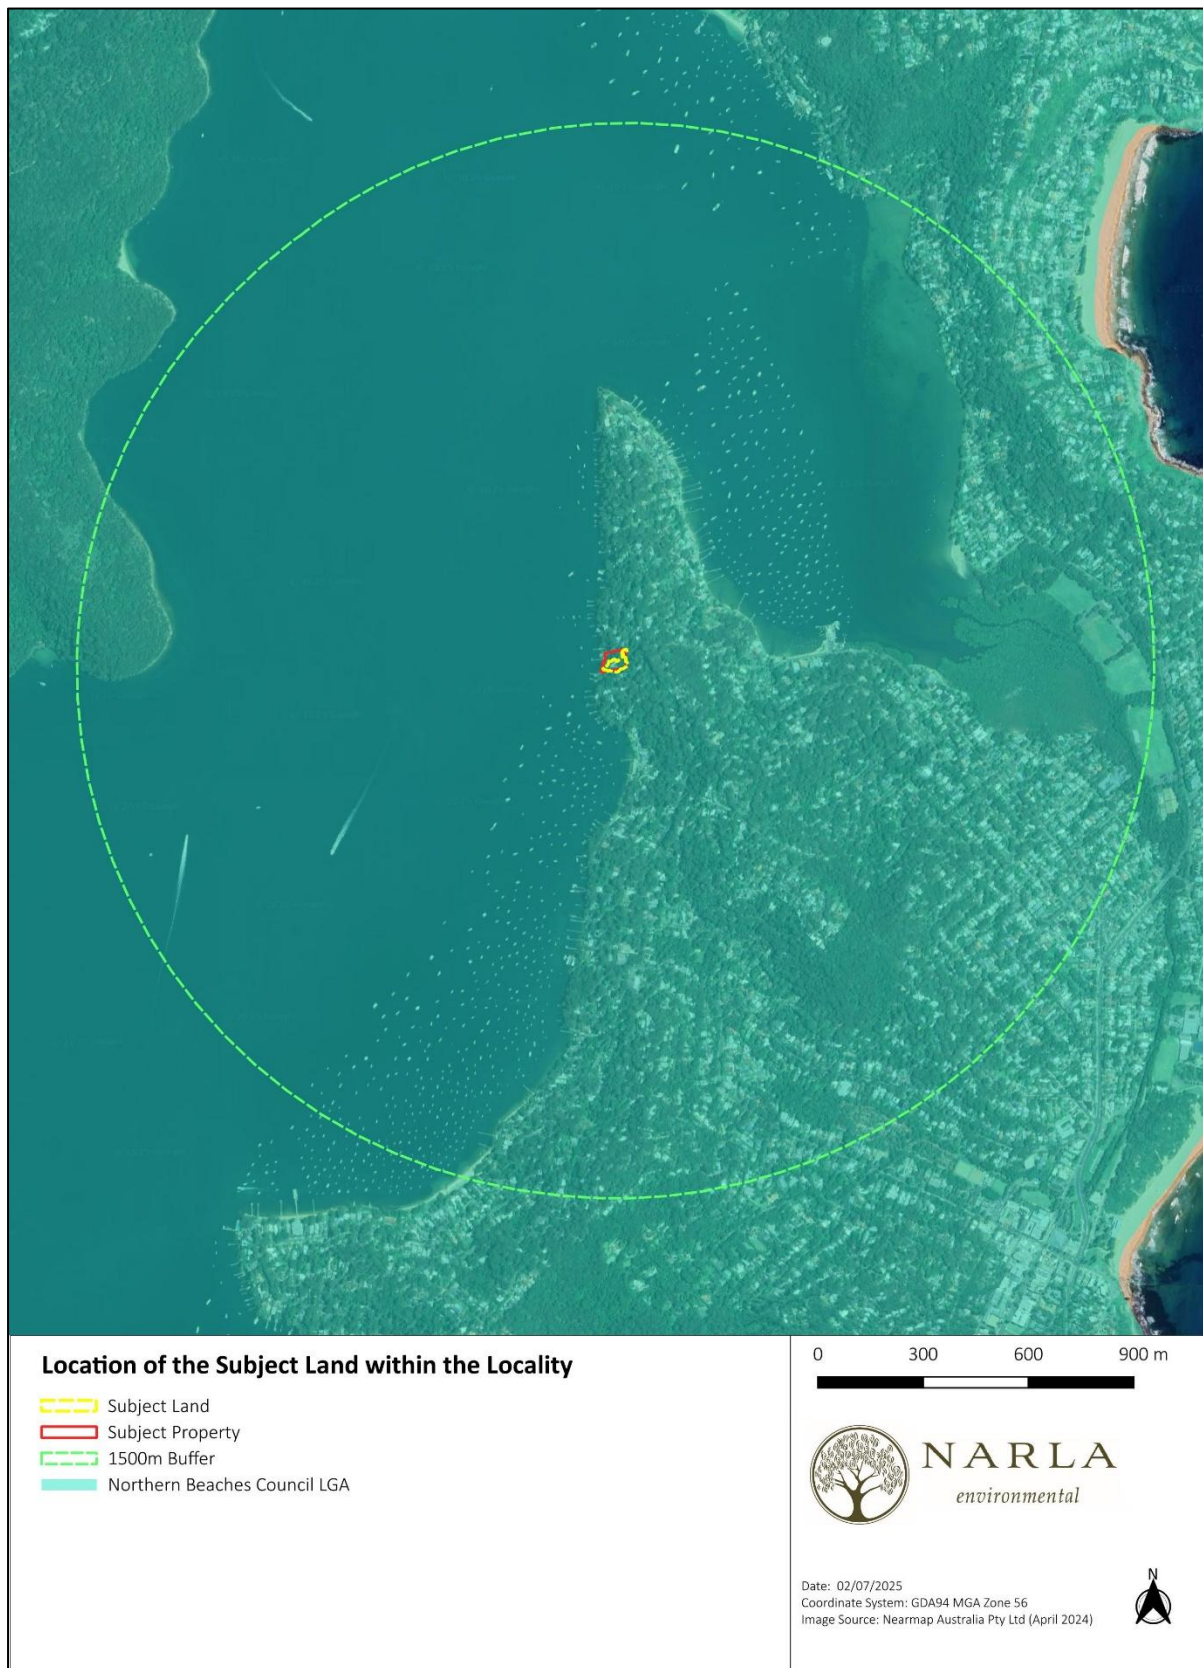 Location of the Subject Land within the Locality
Subject Land
Subject Property
1500m Buffer
Northern Beaches Council LGA
0 300 600 900 m
NARLA
environmental
Date: 02/07/2025
Coordinate System: GDA94 MGA Zone 56
Image Source: Nearmap Australia Pty Ltd (April 2024)
N